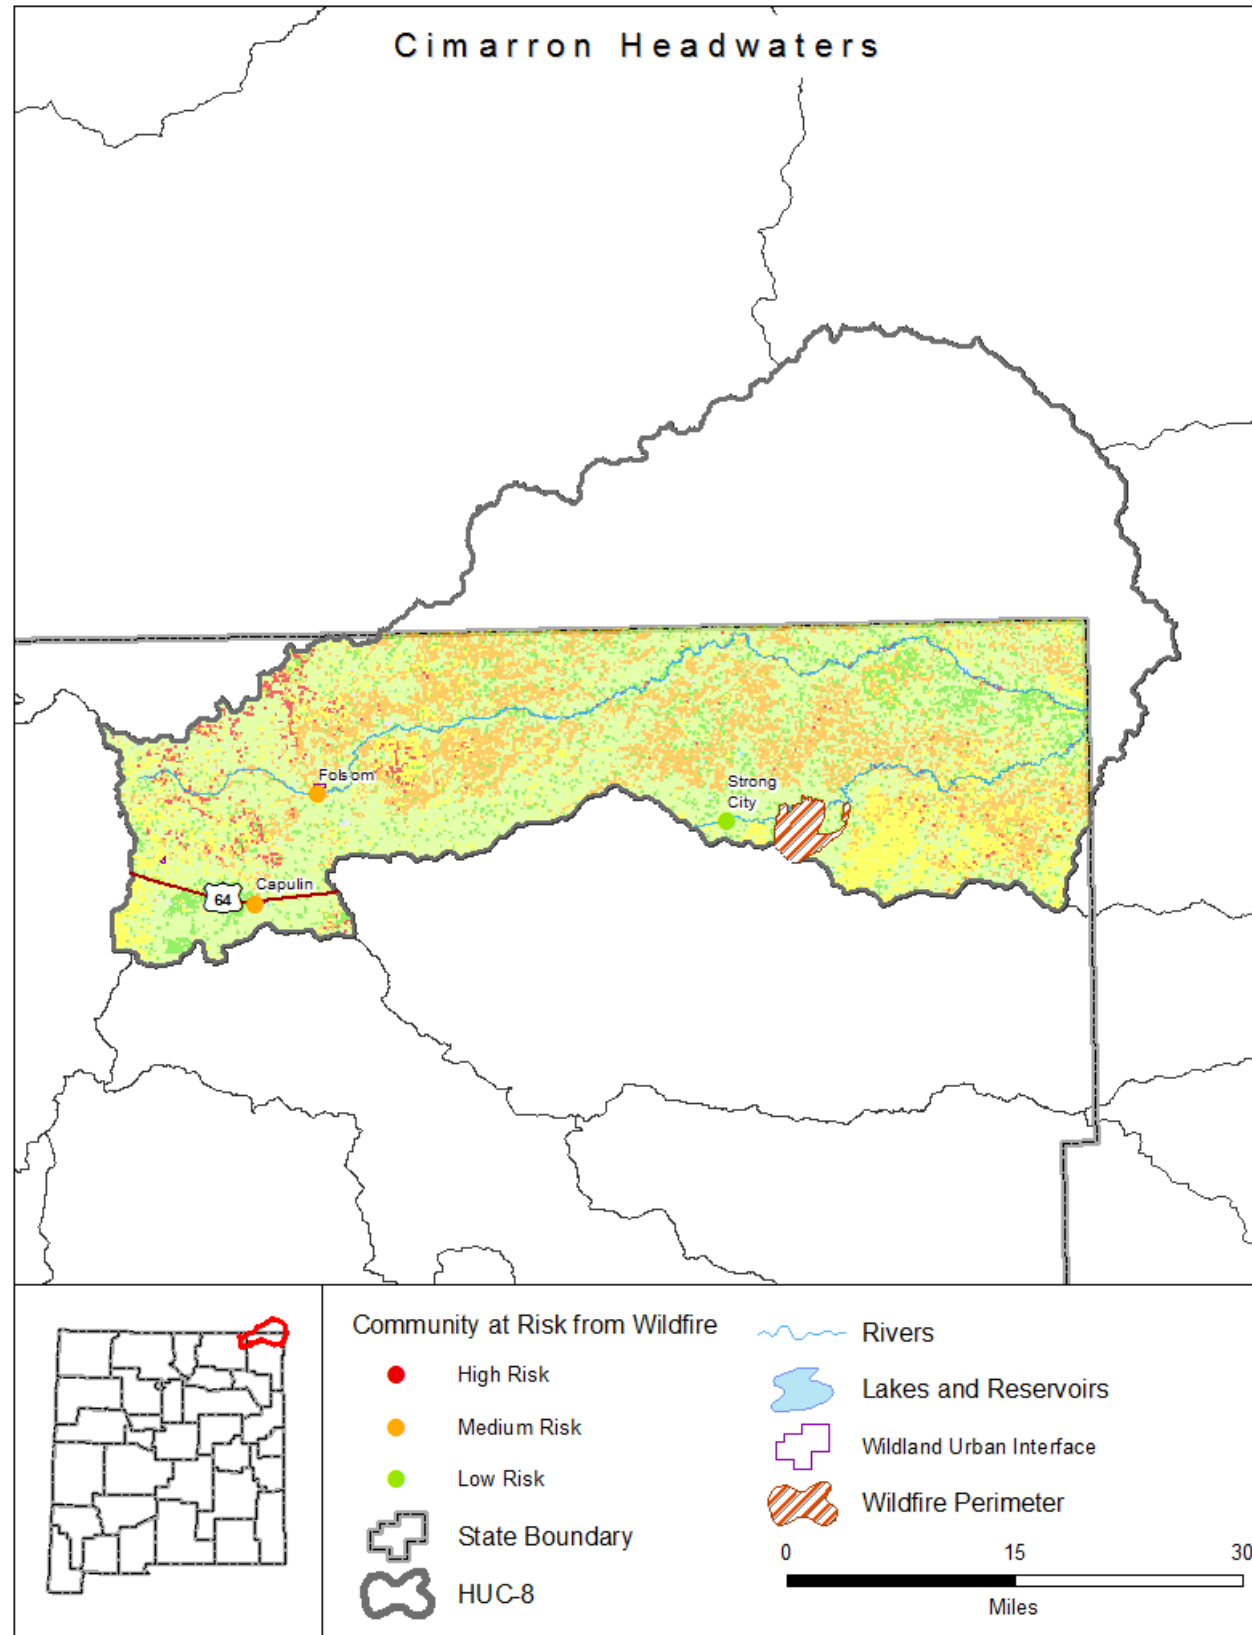 Cimarron Headwaters
Folsom
Strong
City
Capulin
64
Community at Risk from Wildfire
High Risk
Medium Risk
Low Risk
State Boundary
HUC-8
Rivers
Lakes and Reservoirs
Wildland Urban Interface
Wildfire Perimeter
0 15 30
Miles